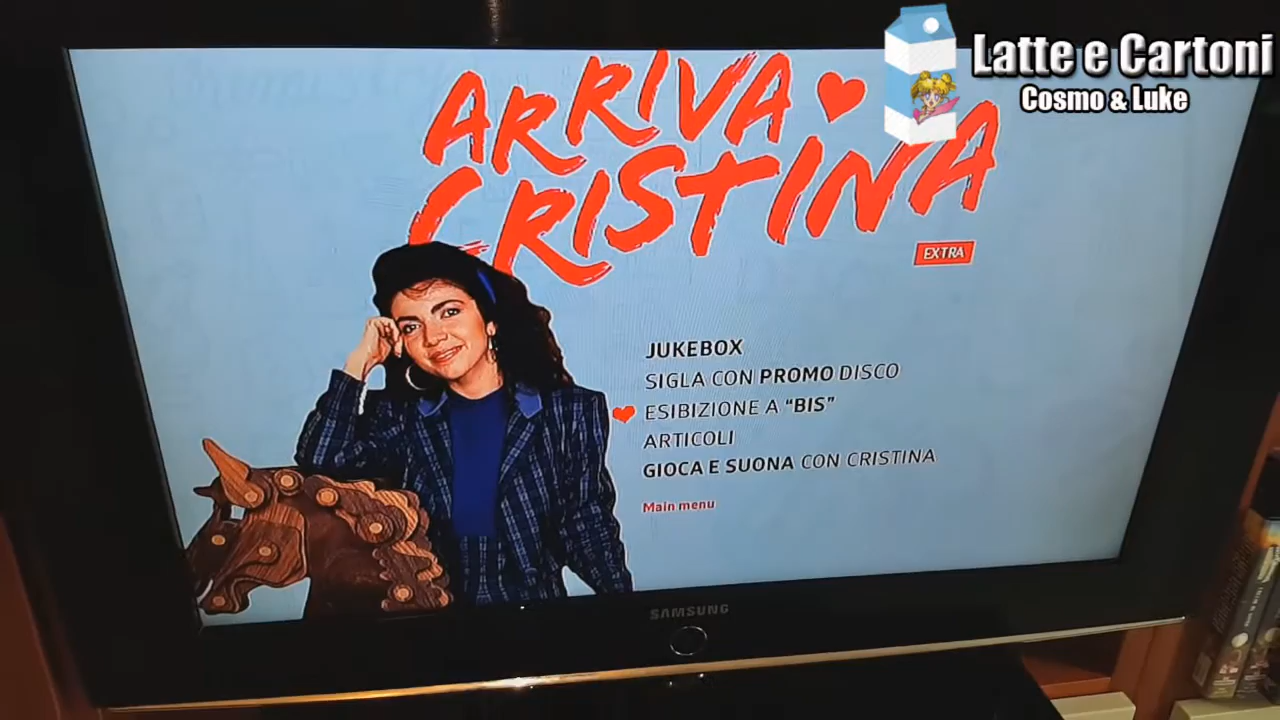 Latte e Cartoni
Cosmo & Luke
ARRIVA
CRISTINA
EXTRA
JUKEBOX
SIGLA CON PROMO DISCO
ESIBIZIONE A “BIS”
ARTICOLI
GIOCA E SUONA CON CRISTINA
Main menu
SAMSUNG